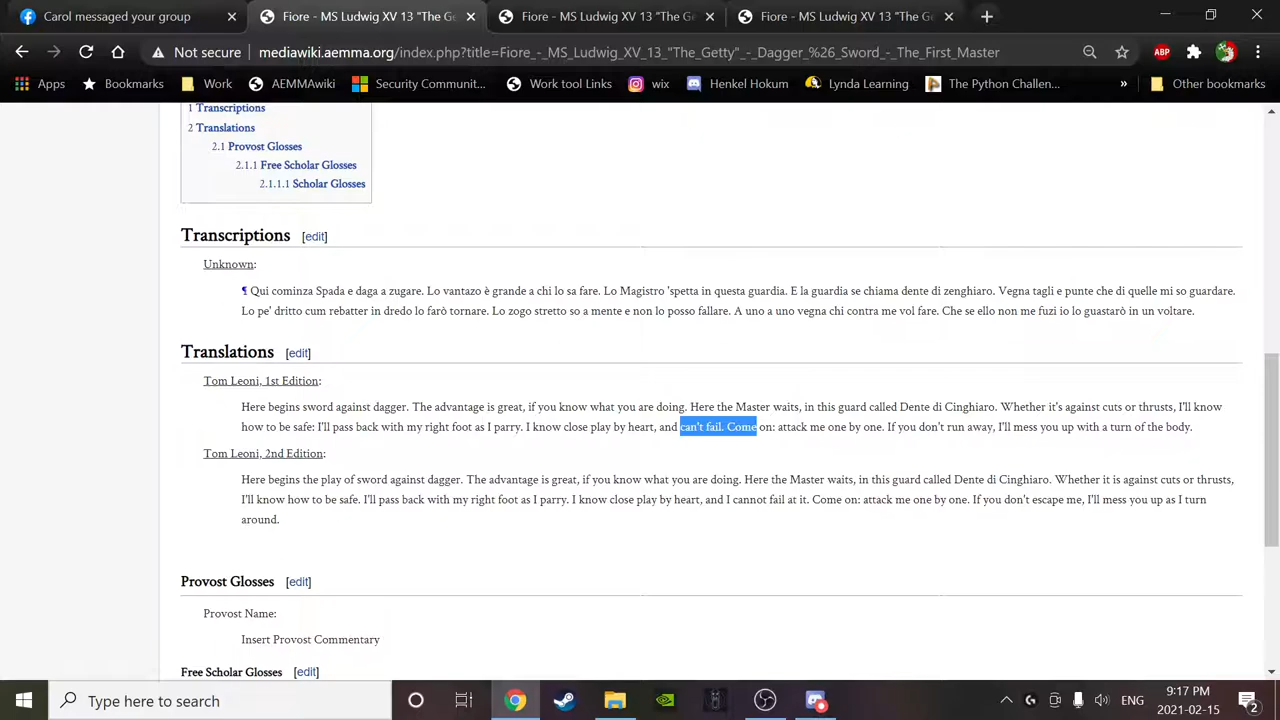 Carol messaged your group
Fiore - MS Ludwig XV 13 "The Ge
Fiore - MS Ludwig XV 13 "The Ge
Fiore - MS Ludwig XV 13 "The Ge
Not secure
mediawiki.aemma.org/index.php?title=Fiore_-_MS_Ludwig_XV_13_"The_Getty"_-_Dagger_%26_Sword_-_The_First_Master
ABP
Apps
Bookmarks
Work
AEMMAwiki
Security Communit...
Work tool Links
wix
Henkel Hokum
Lynda Learning
The Python Challen...
»
Other bookmarks
1 Transcriptions
2 Translations
2.1 Provost Glosses
2.1.1 Free Scholar Glosses
2.1.1.1 Scholar Glosses
Transcriptions [edit]
Unknown:
¶ Qui cominza Spada e daga a zugare. Lo vantazo è grande a chi lo sa fare. Lo Magistro 'spetta in questa guardia. E la guardia se chiama dente di zenghiaro. Vegna tagli e punte che di quelle mi so guardare.
Lo pe' dritto cum rebatter in dredo lo farò tornare. Lo zogo stretto so a mente e non lo posso fallare. A uno a uno vegna chi contra me vol fare. Che se ello non me fuzi io lo guastarò in un voltare.
Translations [edit]
Tom Leoni, 1st Edition:
Here begins sword against dagger. The advantage is great, if you know what you are doing. Here the Master waits, in this guard called Dente di Cinghiaro. Whether it's against cuts or thrusts, I'll know
how to be safe: I'll pass back with my right foot as I parry. I know close play by heart, and can't fail. Come on: attack me one by one. If you don't run away, I'll mess you up with a turn of the body.
Tom Leoni, 2nd Edition:
Here begins the play of sword against dagger. The advantage is great, if you know what you are doing. Here the Master waits, in this guard called Dente di Cinghiaro. Whether it is against cuts or thrusts,
I'll know how to be safe. I'll pass back with my right foot as I parry. I know close play by heart, and I cannot fail at it. Come on: attack me one by one. If you don't escape me, I'll mess you up as I turn
around.
Provost Glosses [edit]
Provost Name:
Insert Provost Commentary
Free Scholar Glosses [edit]
Type here to search
ENG
9:17 PM
2021-02-15
2